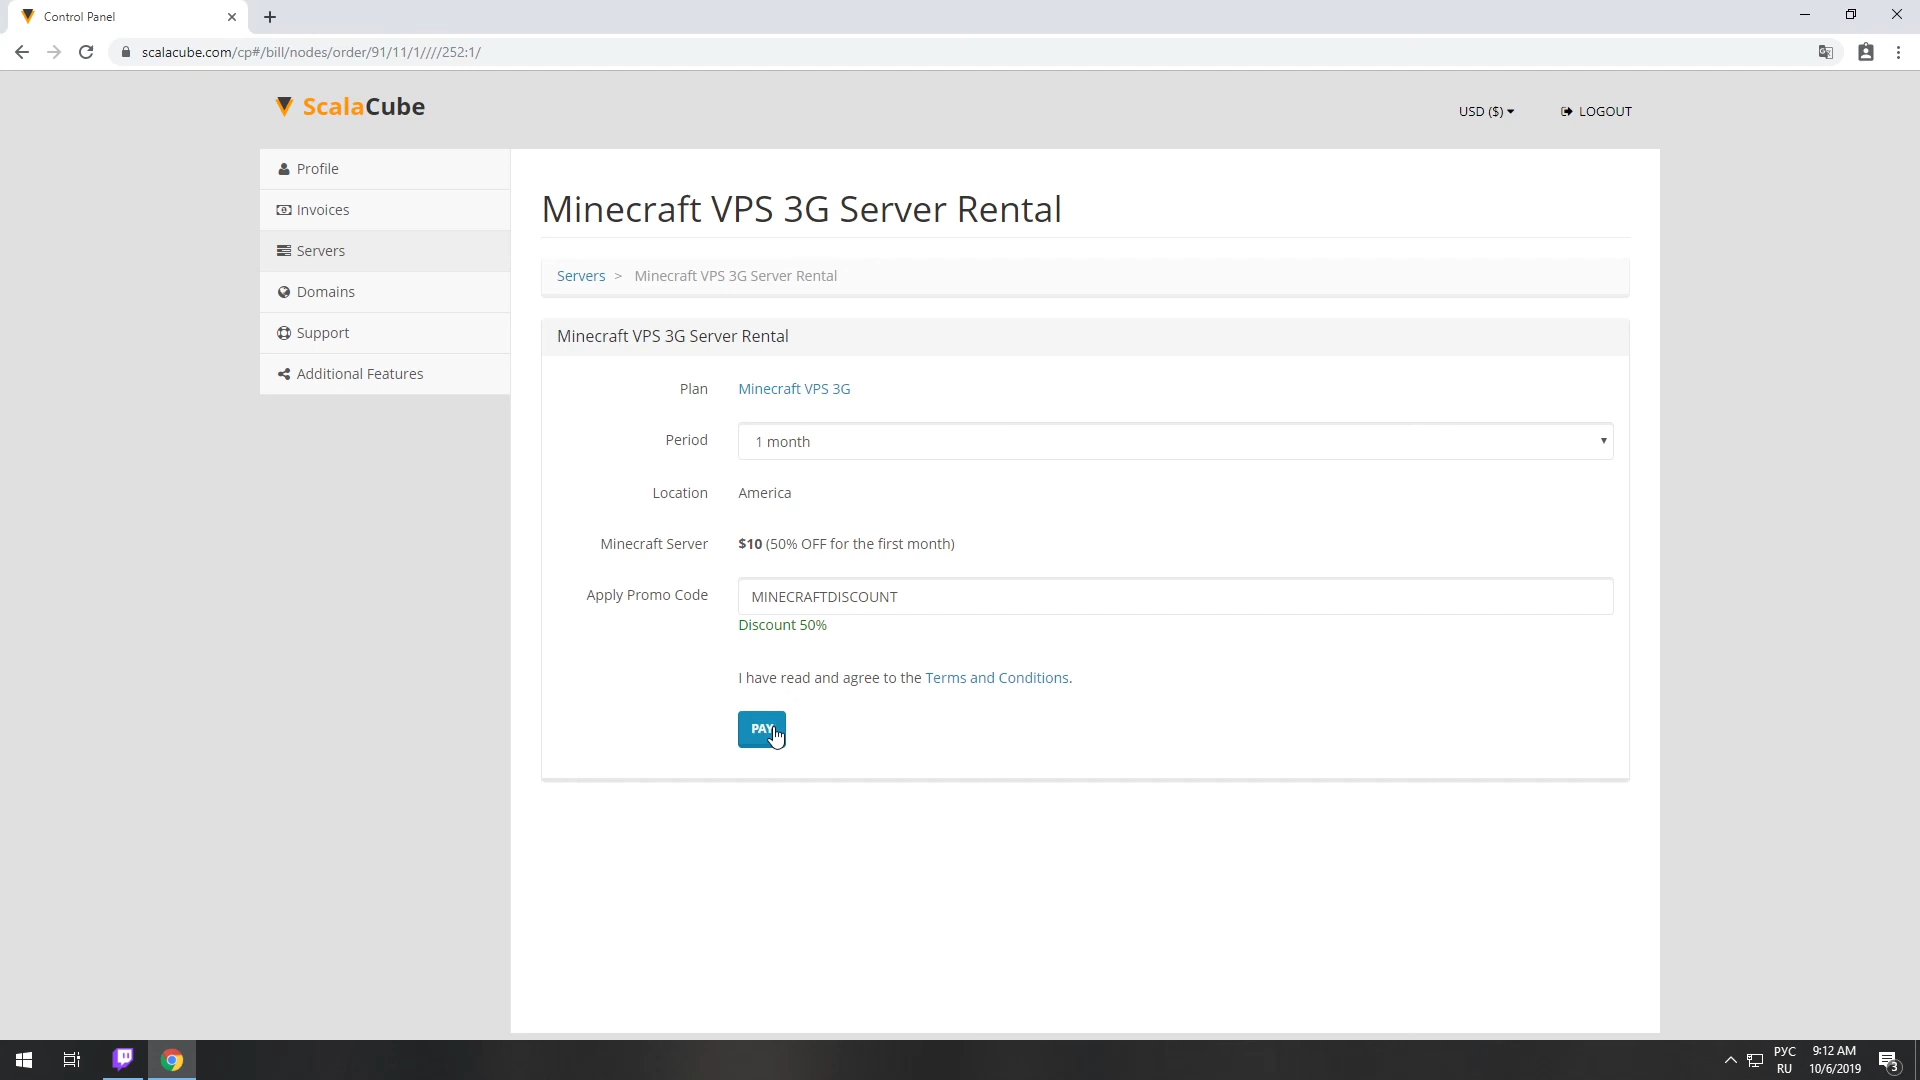 Control Panel
scalacube.com/cp#/bill/nodes/order/91/11/1////252:1/
ScalaCube
USD ($)
LOGOUT
Profile
Invoices
Servers
Domains
Support
Additional Features
Minecraft VPS 3G Server Rental
Servers > Minecraft VPS 3G Server Rental
Minecraft VPS 3G Server Rental
Plan Minecraft VPS 3G
Period 1 month
Location America
Minecraft Server $10 (50% OFF for the first month)
Apply Promo Code MINECRAFTDISCOUNT
Discount 50%
I have read and agree to the Terms and Conditions.
PAY
РУС
RU
9:12 AM
10/6/2019
3